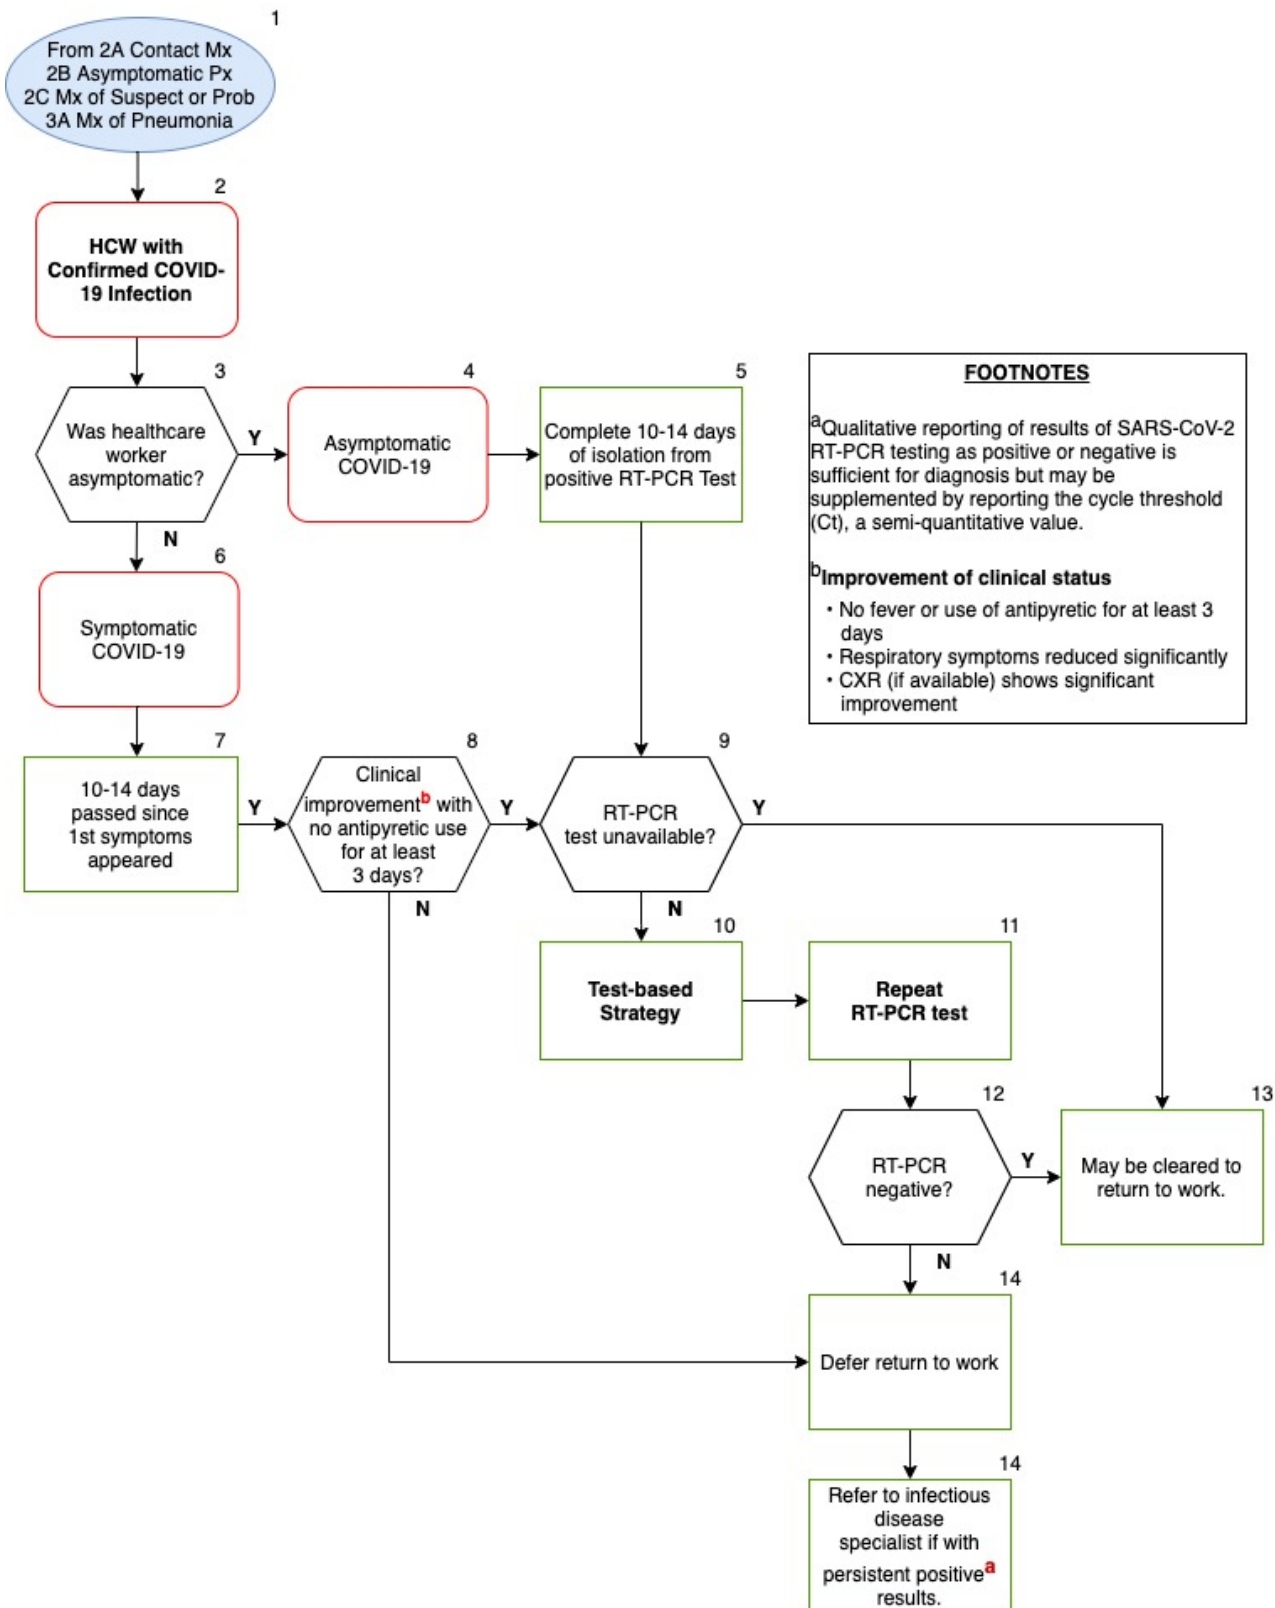 1
From 2A Contact Mx
2B Asymptomatic Px
2C Mx of Suspect or Prob
3A Mx of Pneumonia
2
HCW with
Confirmed COVID-
19 Infection
3
Was healthcare
worker
asymptomatic?
Y
N
4
Asymptomatic
COVID-19
5
Complete 10-14 days
of isolation from
positive RT-PCR Test
FOOTNOTES
aQualitative reporting of results of SARS-CoV-2
RT-PCR testing as positive or negative is
sufficient for diagnosis but may be
supplemented by reporting the cycle threshold
(Ct), a semi-quantitative value.
bImprovement of clinical status
• No fever or use of antipyretic for at least 3
days
• Respiratory symptoms reduced significantly
• CXR (if available) shows significant
improvement
6
Symptomatic
COVID-19
7
10-14 days
passed since
1st symptoms
appeared
Y
8
Clinical
improvementb with
no antipyretic use
for at least
3 days?
Y
N
9
RT-PCR
test unavailable?
Y
N
10
Test-based
Strategy
11
Repeat
RT-PCR test
12
RT-PCR
negative?
Y
N
13
May be cleared to
return to work.
14
Defer return to work
14
Refer to infectious
disease
specialist if with
persistent positivea
results.